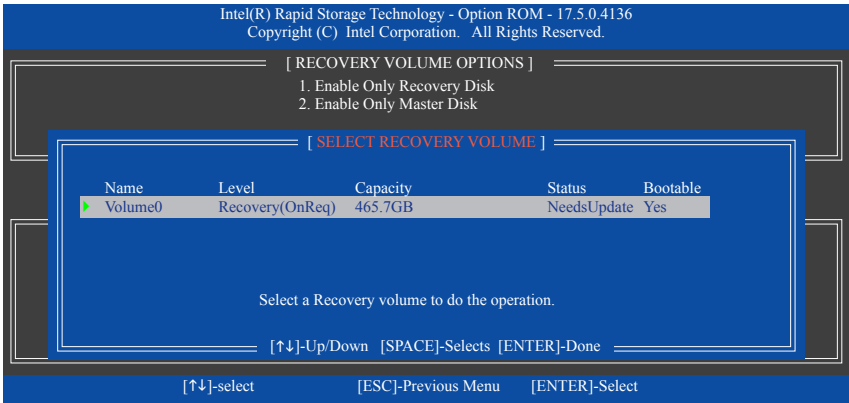 Intel(R) Rapid Storage Technology - Option ROM - 17.5.0.4136
Copyright (C) Intel Corporation. All Rights Reserved.
[ RECOVERY VOLUME OPTIONS ]
1. Enable Only Recovery Disk
2. Enable Only Master Disk
[ SELECT RECOVERY VOLUME ]
Name Level Capacity Status Bootable
Volume0 Recovery(OnReq) 465.7GB NeedsUpdate Yes
Select a Recovery volume to do the operation.
[↑↓]-Up/Down [SPACE]-Selects [ENTER]-Done
[↑↓]-select [ESC]-Previous Menu [ENTER]-Select